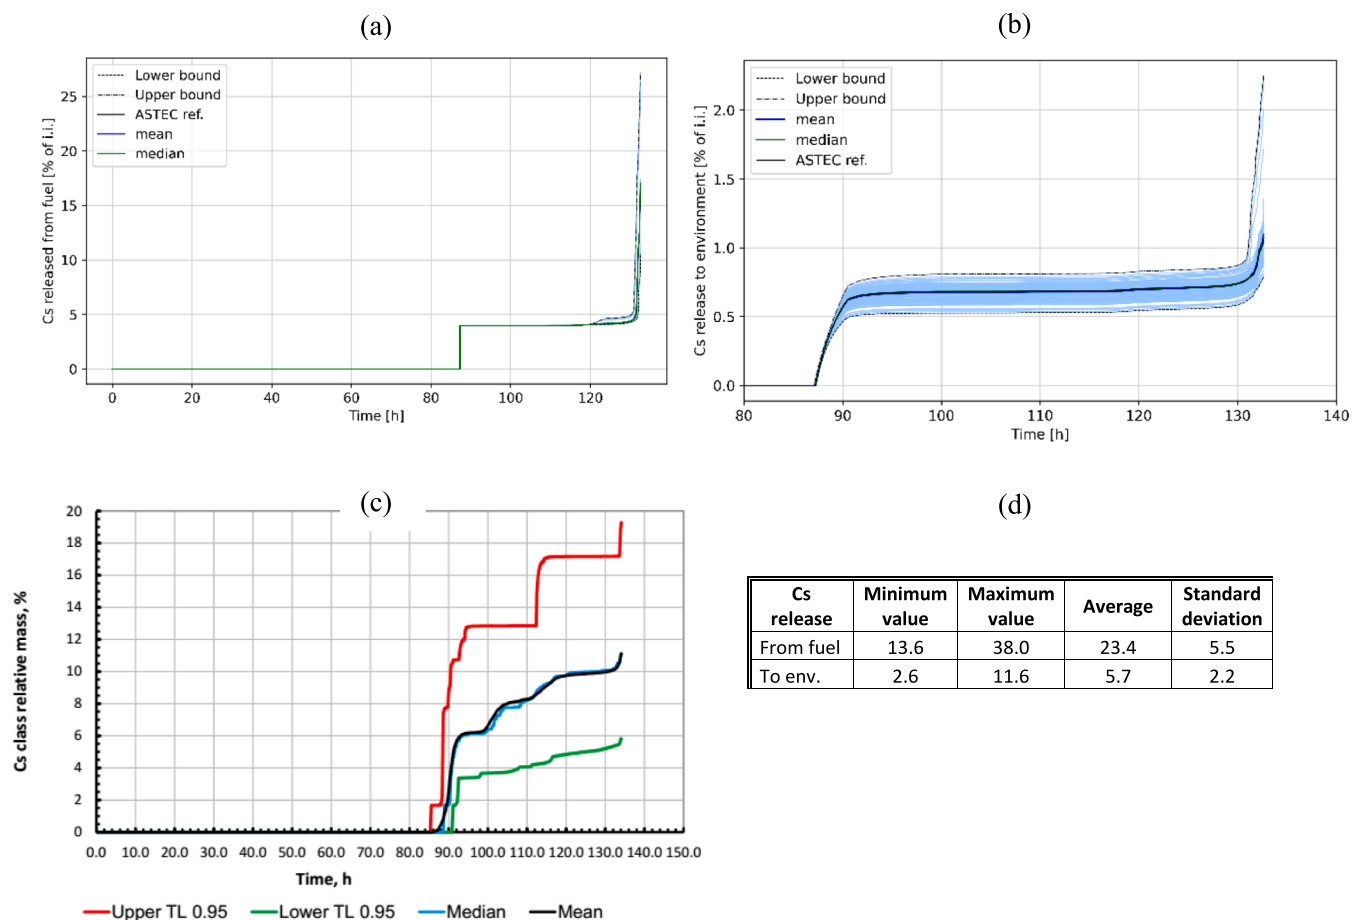 (a)
Lower bound
Upper bound
ASTEC ref.
mean
median
Cs released from fuel [% of i.i.]
25
20
15
10
5
0
0 20 40 60 80 100 120
Time [h]
(b)
Lower bound
Upper bound
mean
median
ASTEC ref.
Cs release to environment [% of i.i.]
2.0
1.5
1.0
0.5
0.0
80 90 100 110 120 130 140
Time [h]
(c)
Cs class relative mass, %
20
18
16
14
12
10
8
6
4
2
0
0.0 10.0 20.0 30.0 40.0 50.0 60.0 70.0 80.0 90.0 100.0 110.0 120.0 130.0 140.0 150.0
Time, h
Upper TL 0.95 Lower TL 0.95 Median Mean
(d)
Cs release Minimum value Maximum value Average Standard deviation
From fuel 13.6 38.0 23.4 5.5
To env. 2.6 11.6 5.7 2.2